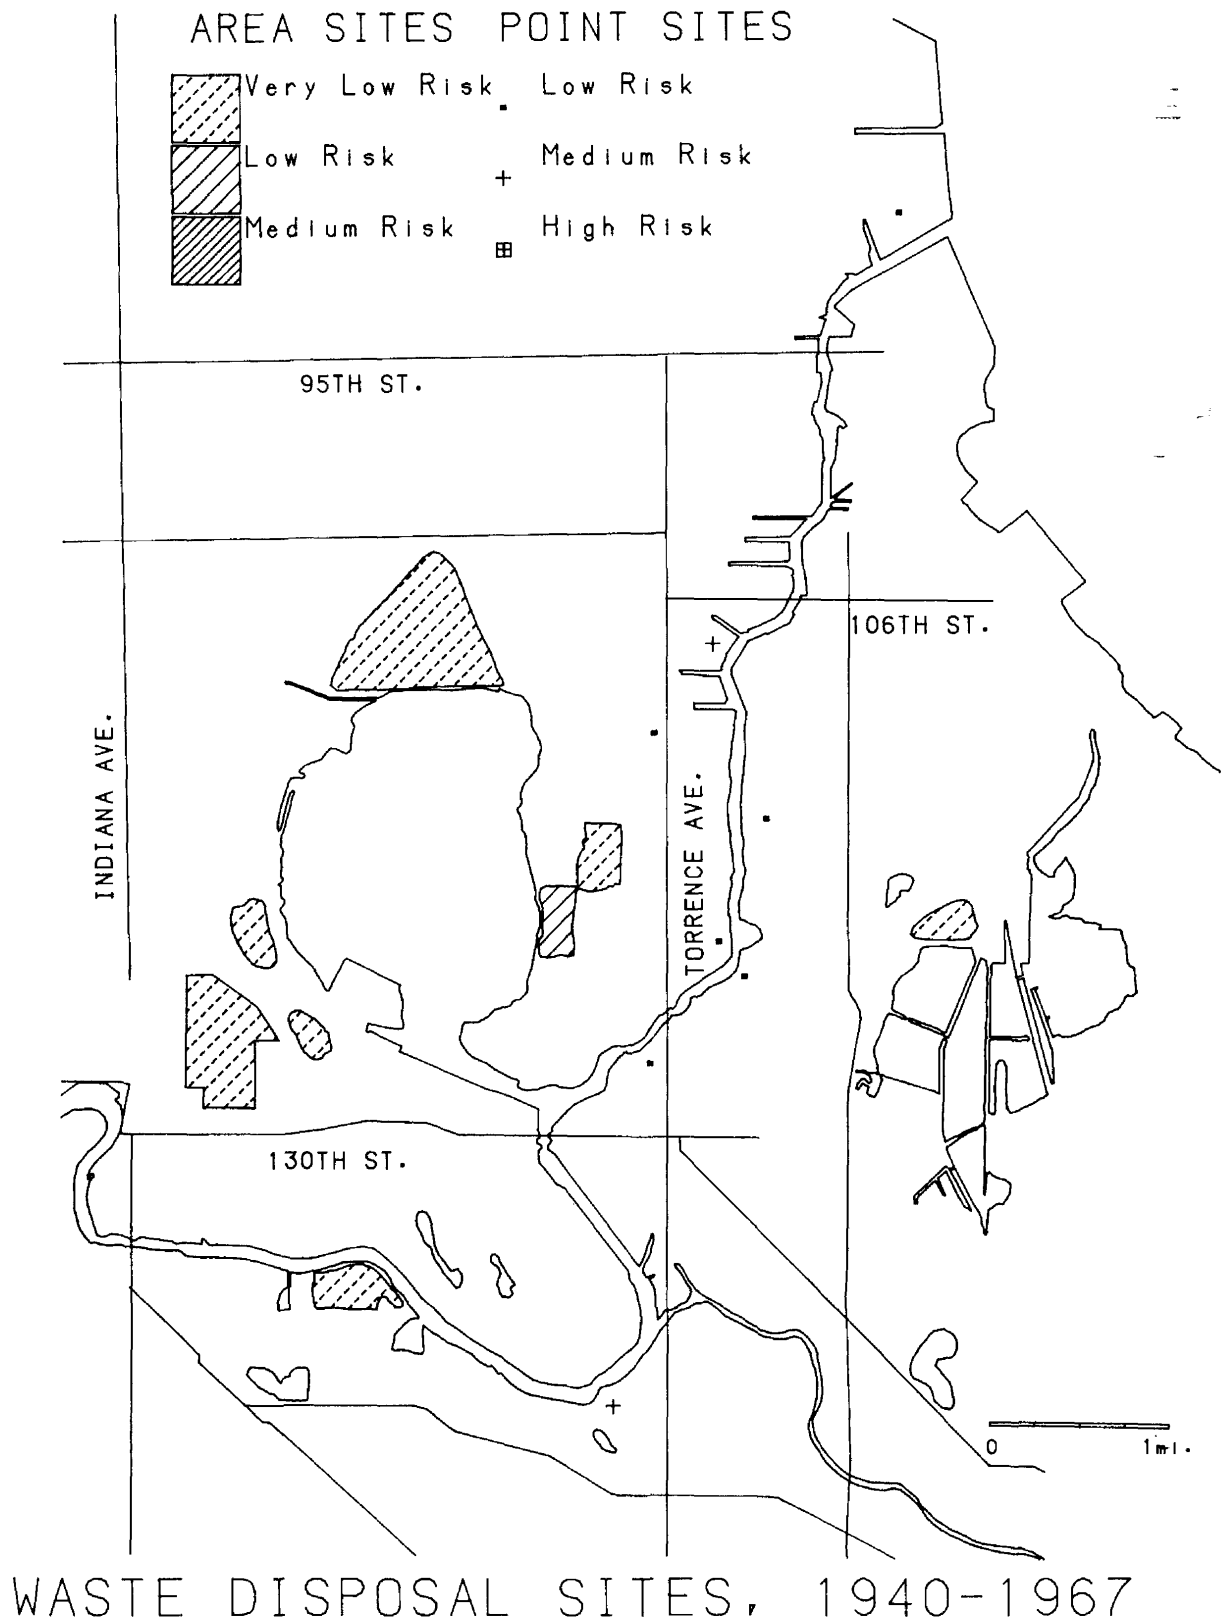 AREA SITES POINT SITES
Very Low Risk Low Risk
Low Risk Medium Risk
Medium Risk High Risk
95TH ST.
106TH ST.
INDIANA AVE.
TORRENCE AVE.
130TH ST.
0 1mi.
WASTE DISPOSAL SITES, 1940-1967